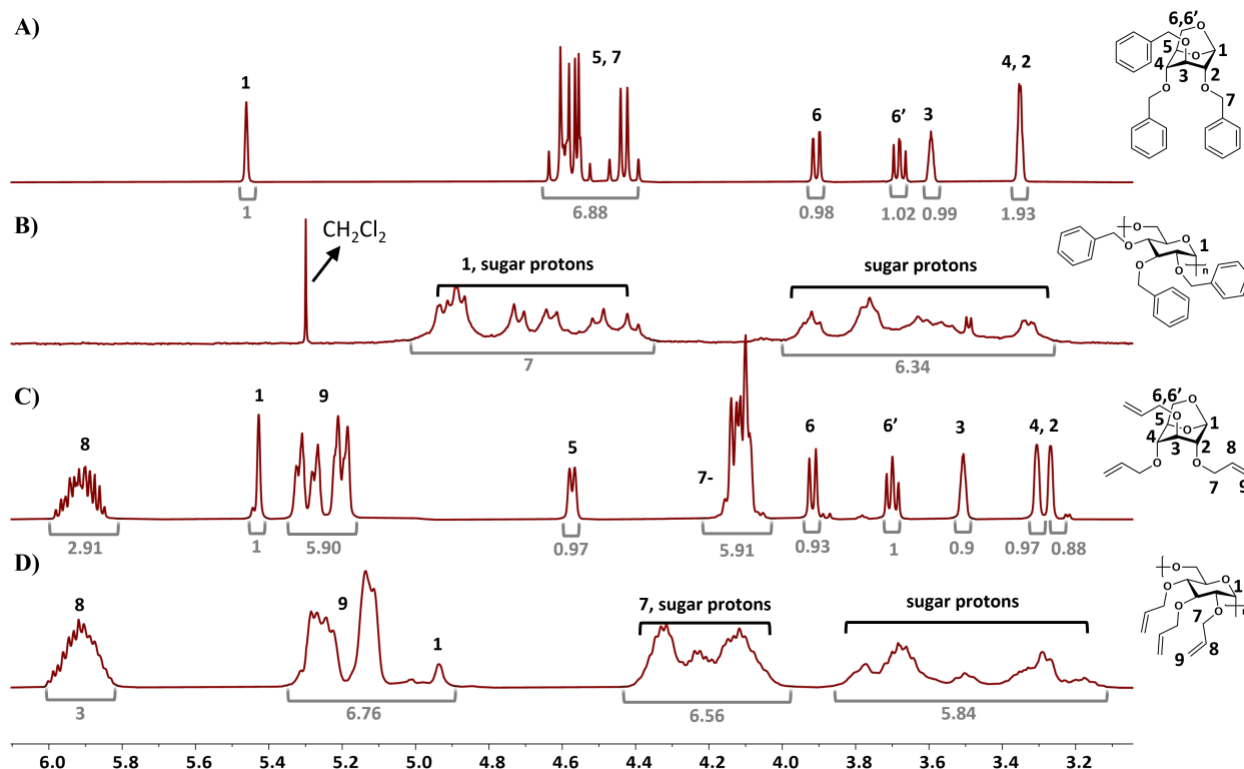 A)
1
5, 7
6
6’
3
4, 2
1
6.88
0.98
1.02
0.99
1.93
6,6’
O
O
5
O
1
4
3
2
O
O
7
B)
CH2Cl2
1, sugar protons
sugar protons
7
6.34
O
O
1
O
O
O
n
C)
8
1
9
5
7-
6
6’
3
4, 2
2.91
1
5.90
0.97
5.91
0.93
1
0.9
0.97
0.88
6,6’
O
O
5
O
1
4
3
2
8
O
O
7
9
D)
8
9
1
7, sugar protons
sugar protons
3
6.76
6.56
5.84
O
O
1
O
O
7
O
9
8
6.0 5.8 5.6 5.4 5.2 5.0 4.8 4.6 4.4 4.2 4.0 3.8 3.6 3.4 3.2